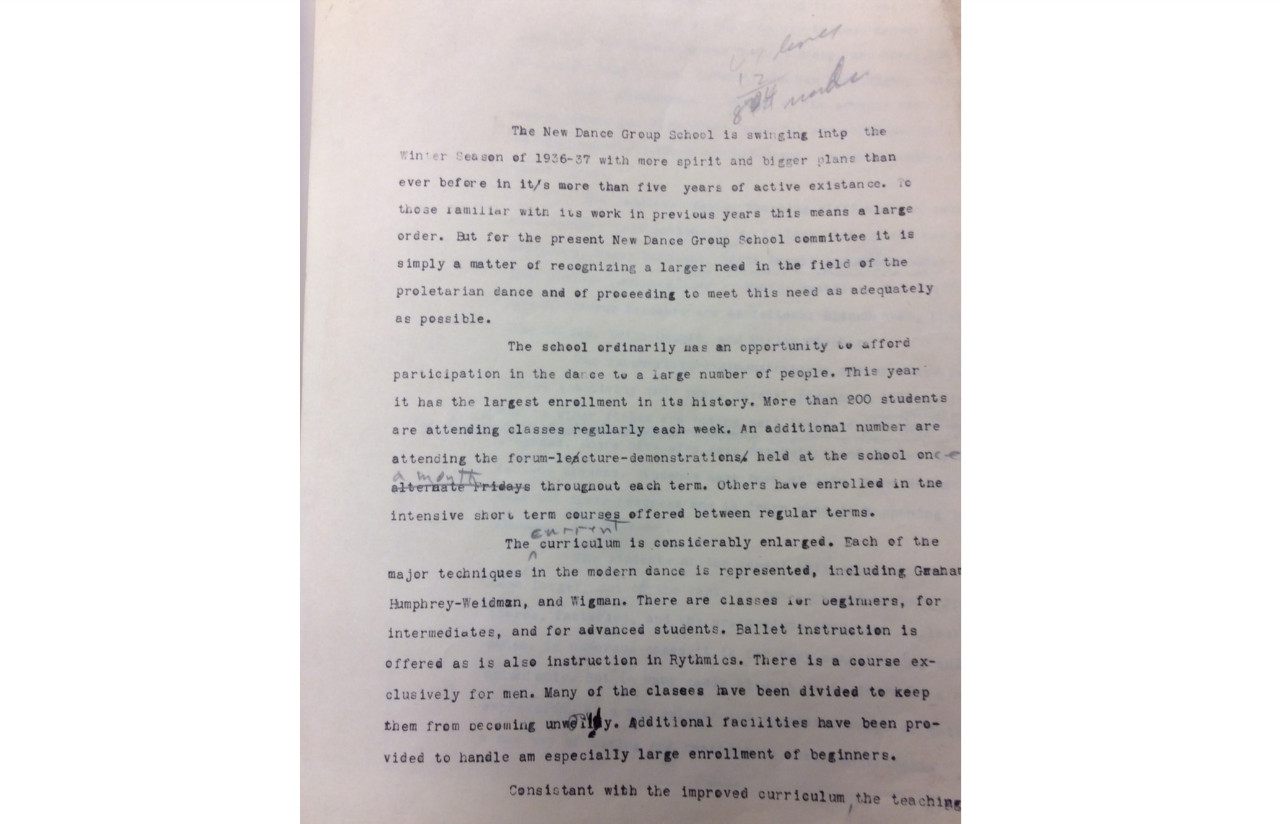 lines
12
804 words
The New Dance Group School is swinging into the
Winter Season of 1936-37 with more spirit and bigger plans than
ever before in it/s more than five years of active existance. To
those familiar with its work in previous years this means a large
order. But for the present New Dance Group School committee it is
simply a matter of recognizing a larger need in the field of the
proletarian dance and of proceeding to meet this need as adequately
as possible.
The school ordinarily has an opportunity to afford
participation in the dance to a large number of people. This year
it has the largest enrollment in its history. More than 200 students
are attending classes regularly each week. An additional number are
attending the forum-le/cture-demonstrations/ held at the school once
a month
alternate Fridays throughout each term. Others have enrolled in the
intensive short term courses offered between regular terms.
current
The curriculum is considerably enlarged. Each of the
major techniques in the modern dance is represented, including Graham
Humphrey-Weidman, and Wigman. There are classes for beginners, for
intermediates, and for advanced students. Ballet instruction is
offered as is also instruction in Rythmics. There is a course ex-
clusively for men. Many of the classes have been divided to keep
them from becoming Additional facilities have been pro-
vided to handle am especially large enrollment of beginners.
Consistant with the improved curriculum, the teaching